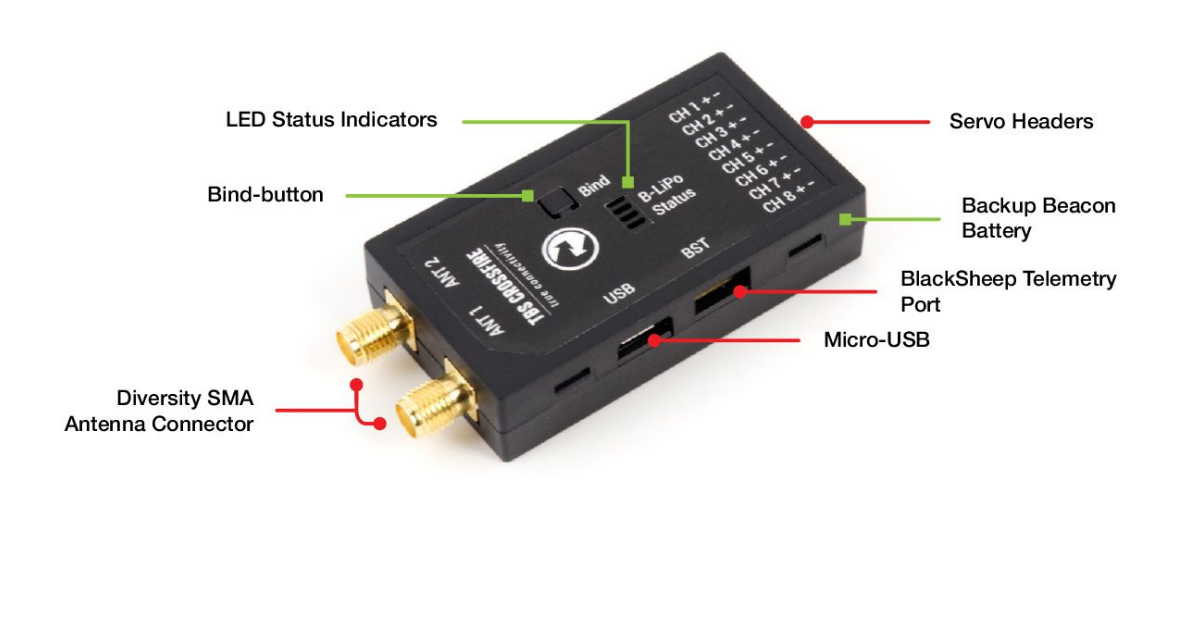 LED Status Indicators
Servo Headers
Bind-button
Backup Beacon
Battery
BlackSheep Telemetry
Port
Micro-USB
Diversity SMA
Antenna Connector
CH 1 + -
CH 2 + -
CH 3 + -
CH 4 + -
CH 5 + -
CH 6 + -
CH 7 + -
CH 8 + -
Bind
B-LiPo
Status
BST
USB
ANT 2
ANT 1
TBS CROSSFIRE
true connectivity